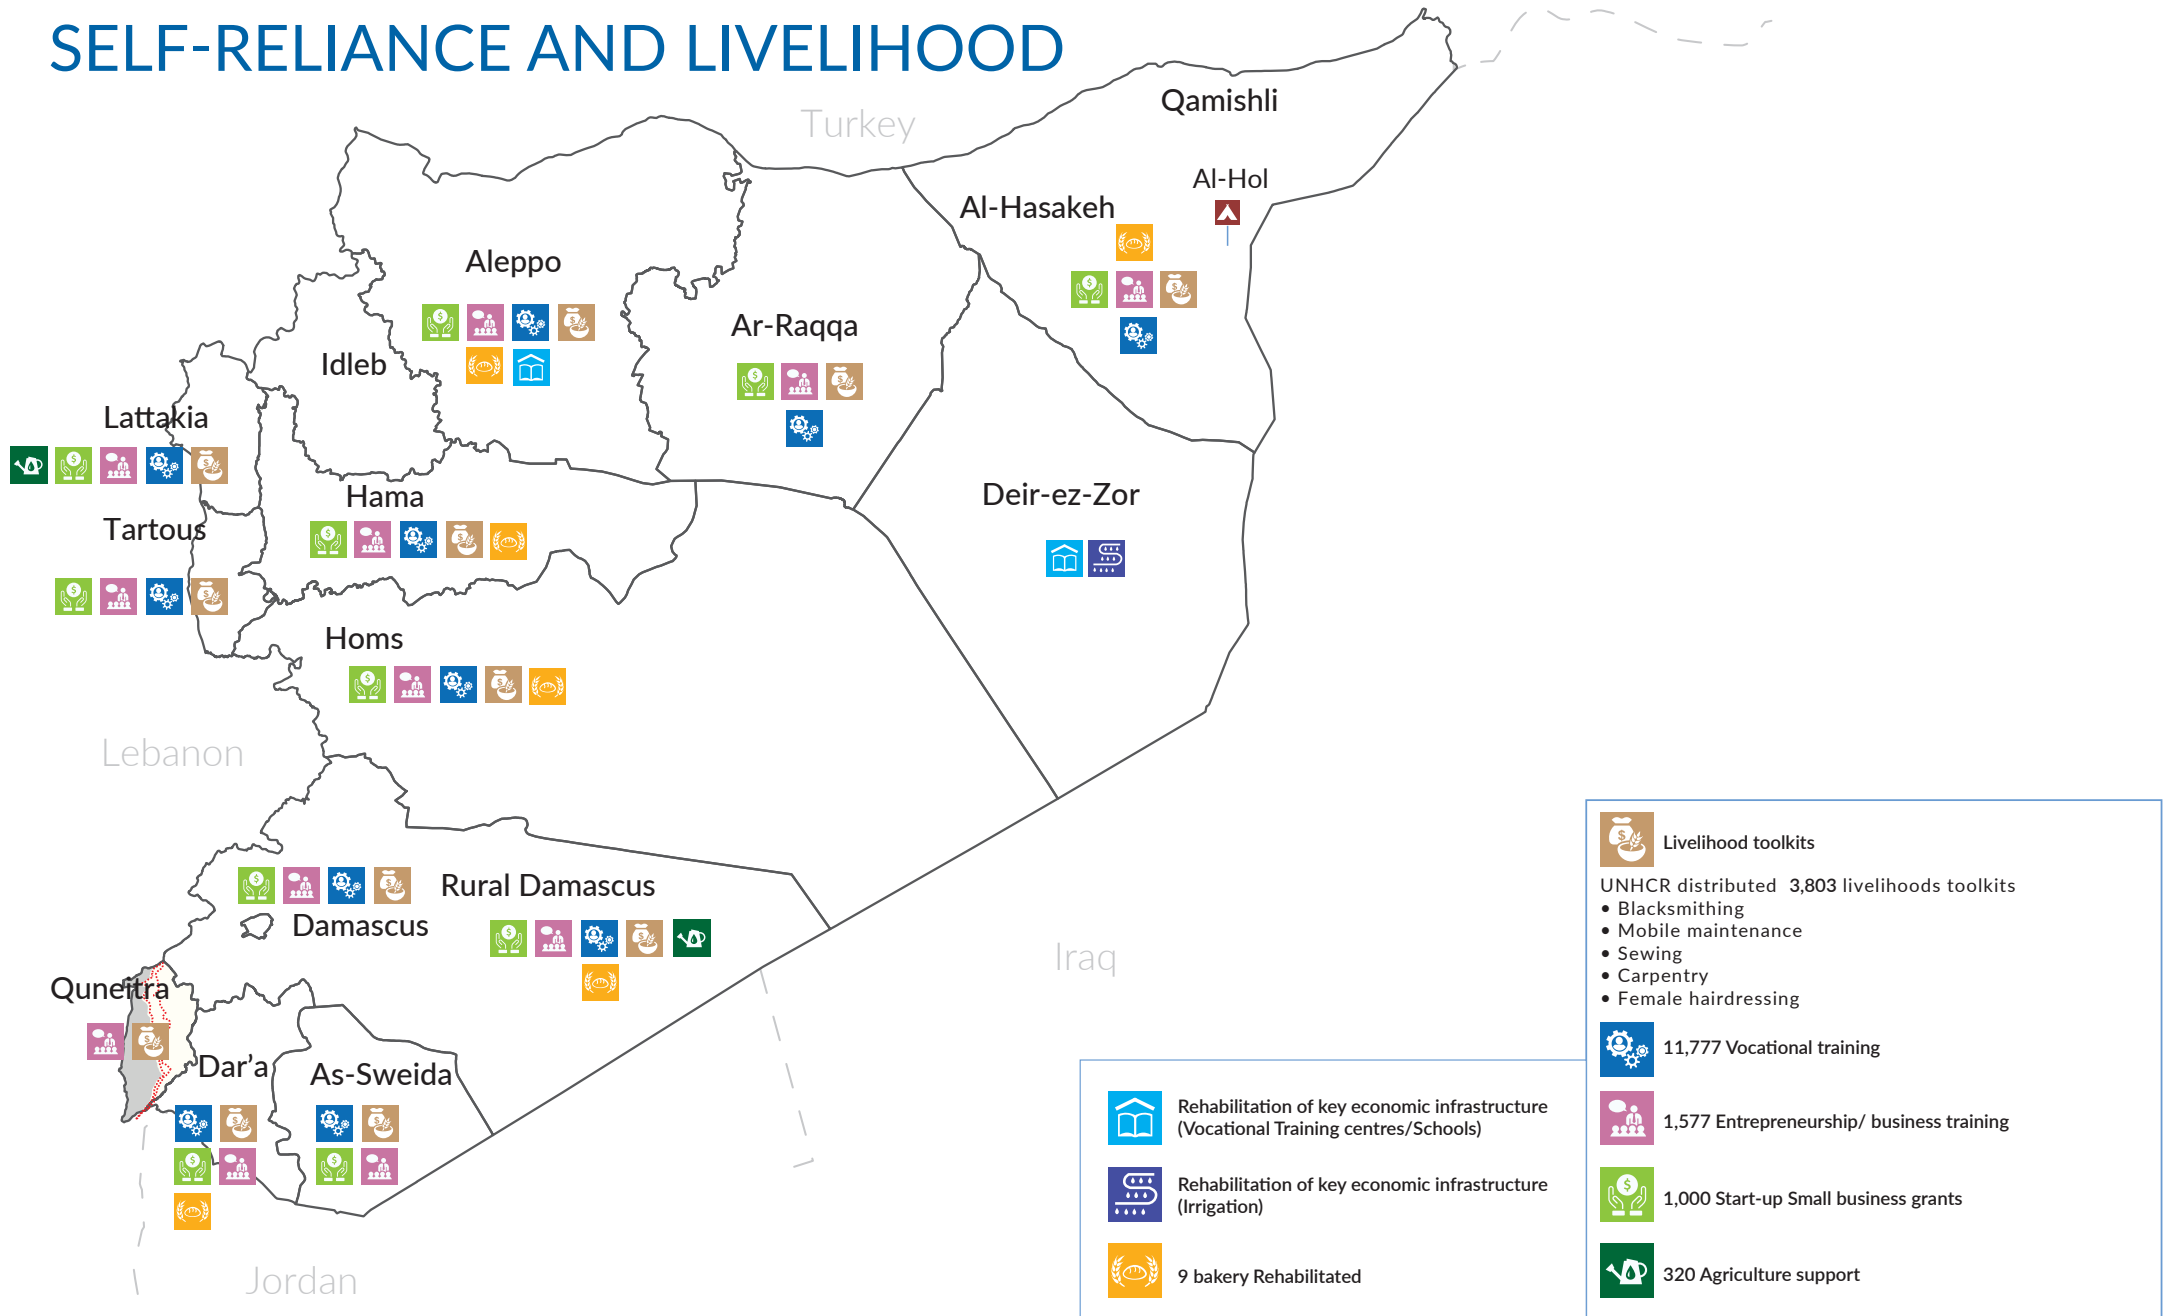 SELF-RELIANCE AND LIVELIHOOD
Turkey
Qamishli
Al-Hol
Al-Hasakeh
Aleppo
Ar-Raqqa
Idleb
Lattakia
Hama
Deir-ez-Zor
Tartous
Homs
Lebanon
Rural Damascus
Damascus
Iraq
Quneitra
Dar'a
As-Sweida
Jordan
Rehabilitation of key economic infrastructure
(Vocational Training centres/Schools)
Rehabilitation of key economic infrastructure
(Irrigation)
9 bakery Rehabilitated
Livelihood toolkits
UNHCR distributed 3,803 livelihoods toolkits
• Blacksmithing
• Mobile maintenance
• Sewing
• Carpentry
• Female hairdressing
11,777 Vocational training
1,577 Entrepreneurship/ business training
1,000 Start-up Small business grants
320 Agriculture support